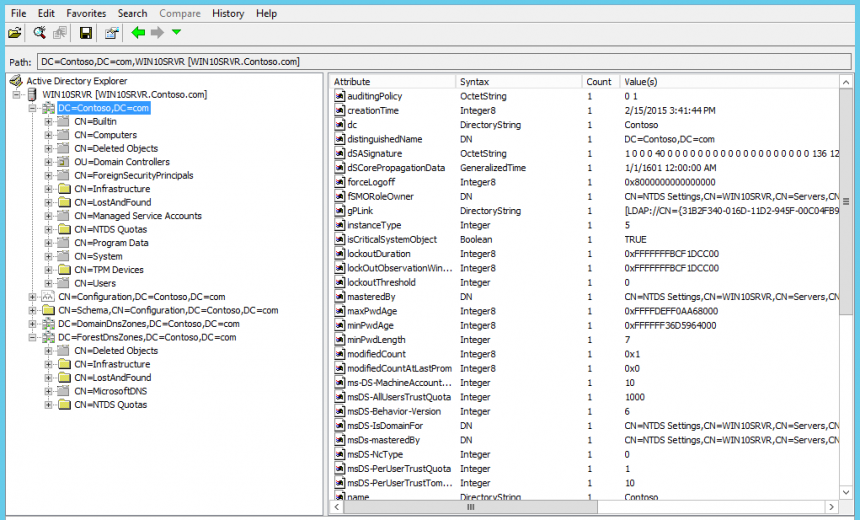 File Edit Favorites Search Compare History Help
Path: DC=Contoso,DC=com,WIN10SRVR [WIN10SRVR.Contoso.com]
Active Directory Explorer
WIN10SRVR [WIN10SRVR.Contoso.com]
DC=Contoso,DC=com
CN=Builtin
CN=Computers
CN=Deleted Objects
OU=Domain Controllers
CN=ForeignSecurityPrincipals
CN=Infrastructure
CN=LostAndFound
CN=Managed Service Accounts
CN=NTDS Quotas
CN=Program Data
CN=System
CN=TPM Devices
CN=Users
CN=Configuration,DC=Contoso,DC=com
CN=Schema,CN=Configuration,DC=Contoso,DC=com
DC=DomainDnsZones,DC=Contoso,DC=com
DC=ForestDnsZones,DC=Contoso,DC=com
CN=Deleted Objects
CN=Infrastructure
CN=LostAndFound
CN=MicrosoftDNS
CN=NTDS Quotas
Attribute Syntax Count Value(s)
auditingPolicy OctetString 1 0 1
creationTime Integer8 1 2/15/2015 3:41:44 PM
dc DirectoryString 1 Contoso
distinguishedName DN 1 DC=Contoso,DC=com
dSASignature OctetString 1 1 0 0 0 40 0 0 0 0 0 0 0 0 0 0 0 0 0 0 0 0 0 0 0 136 12
dSCorePropagationData GeneralizedTime 1 1/1/1601 12:00:00 AM
forceLogoff Integer8 1 0x8000000000000000
fSMORoleOwner DN 1 CN=NTDS Settings,CN=WIN10SRVR,CN=Servers,CN
gPLink DirectoryString 1 [LDAP://CN={31B2F340-016D-11D2-945F-00C04FB9
instanceType Integer 1 5
isCriticalSystemObject Boolean 1 TRUE
lockoutDuration Integer8 1 0xFFFFFFFBCF1DCC00
lockOutObservationWin... Integer8 1 0xFFFFFFFBCF1DCC00
lockoutThreshold Integer 1 0
masteredBy DN 1 CN=NTDS Settings,CN=WIN10SRVR,CN=Servers,CN
maxPwdAge Integer8 1 0xFFFFDEFF0AA68000
minPwdAge Integer8 1 0xFFFFFF36D5964000
minPwdLength Integer 1 7
modifiedCount Integer8 1 0x1
modifiedCountAtLastProm Integer8 1 0x0
ms-DS-MachineAccount... Integer 1 10
msDS-AllUsersTrustQuota Integer 1 1000
msDS-Behavior-Version Integer 1 6
msDS-IsDomainFor DN 1 CN=NTDS Settings,CN=WIN10SRVR,CN=Servers,CN
msDs-masteredBy DN 1 CN=NTDS Settings,CN=WIN10SRVR,CN=Servers,CN
msDS-NcType Integer 1 0
msDS-PerUserTrustQuota Integer 1 1
msDS-PerUserTrustTom... Integer 1 10
name DirectoryString 1 Contoso